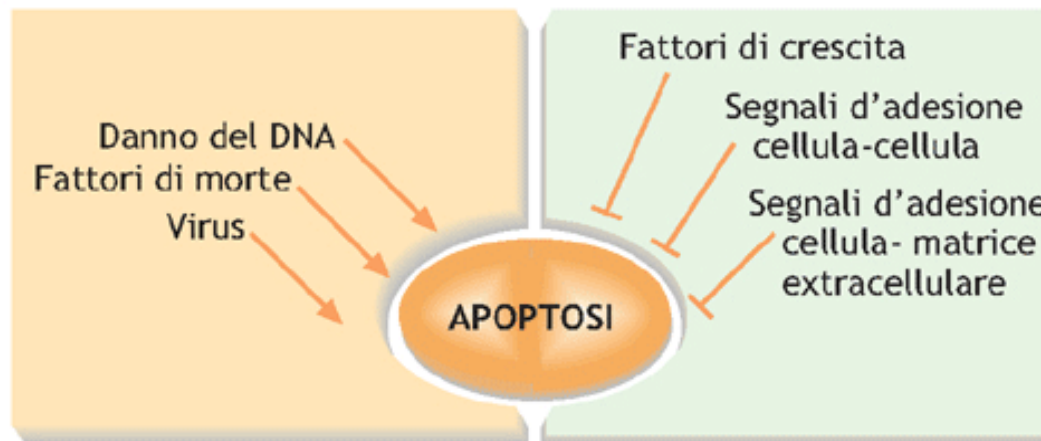 Danno del DNA
Fattori di morte
Virus
Fattori di crescita
Segnali d'adesione
cellula-cellula
Segnali d'adesione
cellula- matrice
extracellulare
APOPTOSI